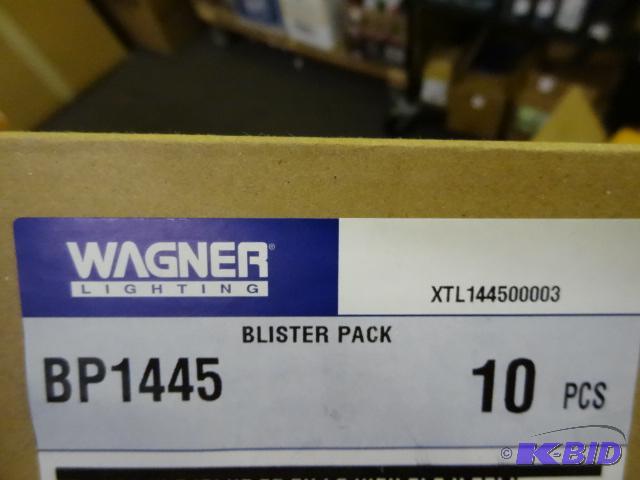 WAGNER®
LIGHTING
XTL144500003
BLISTER PACK
BP1445
10 PCS
© K-BID